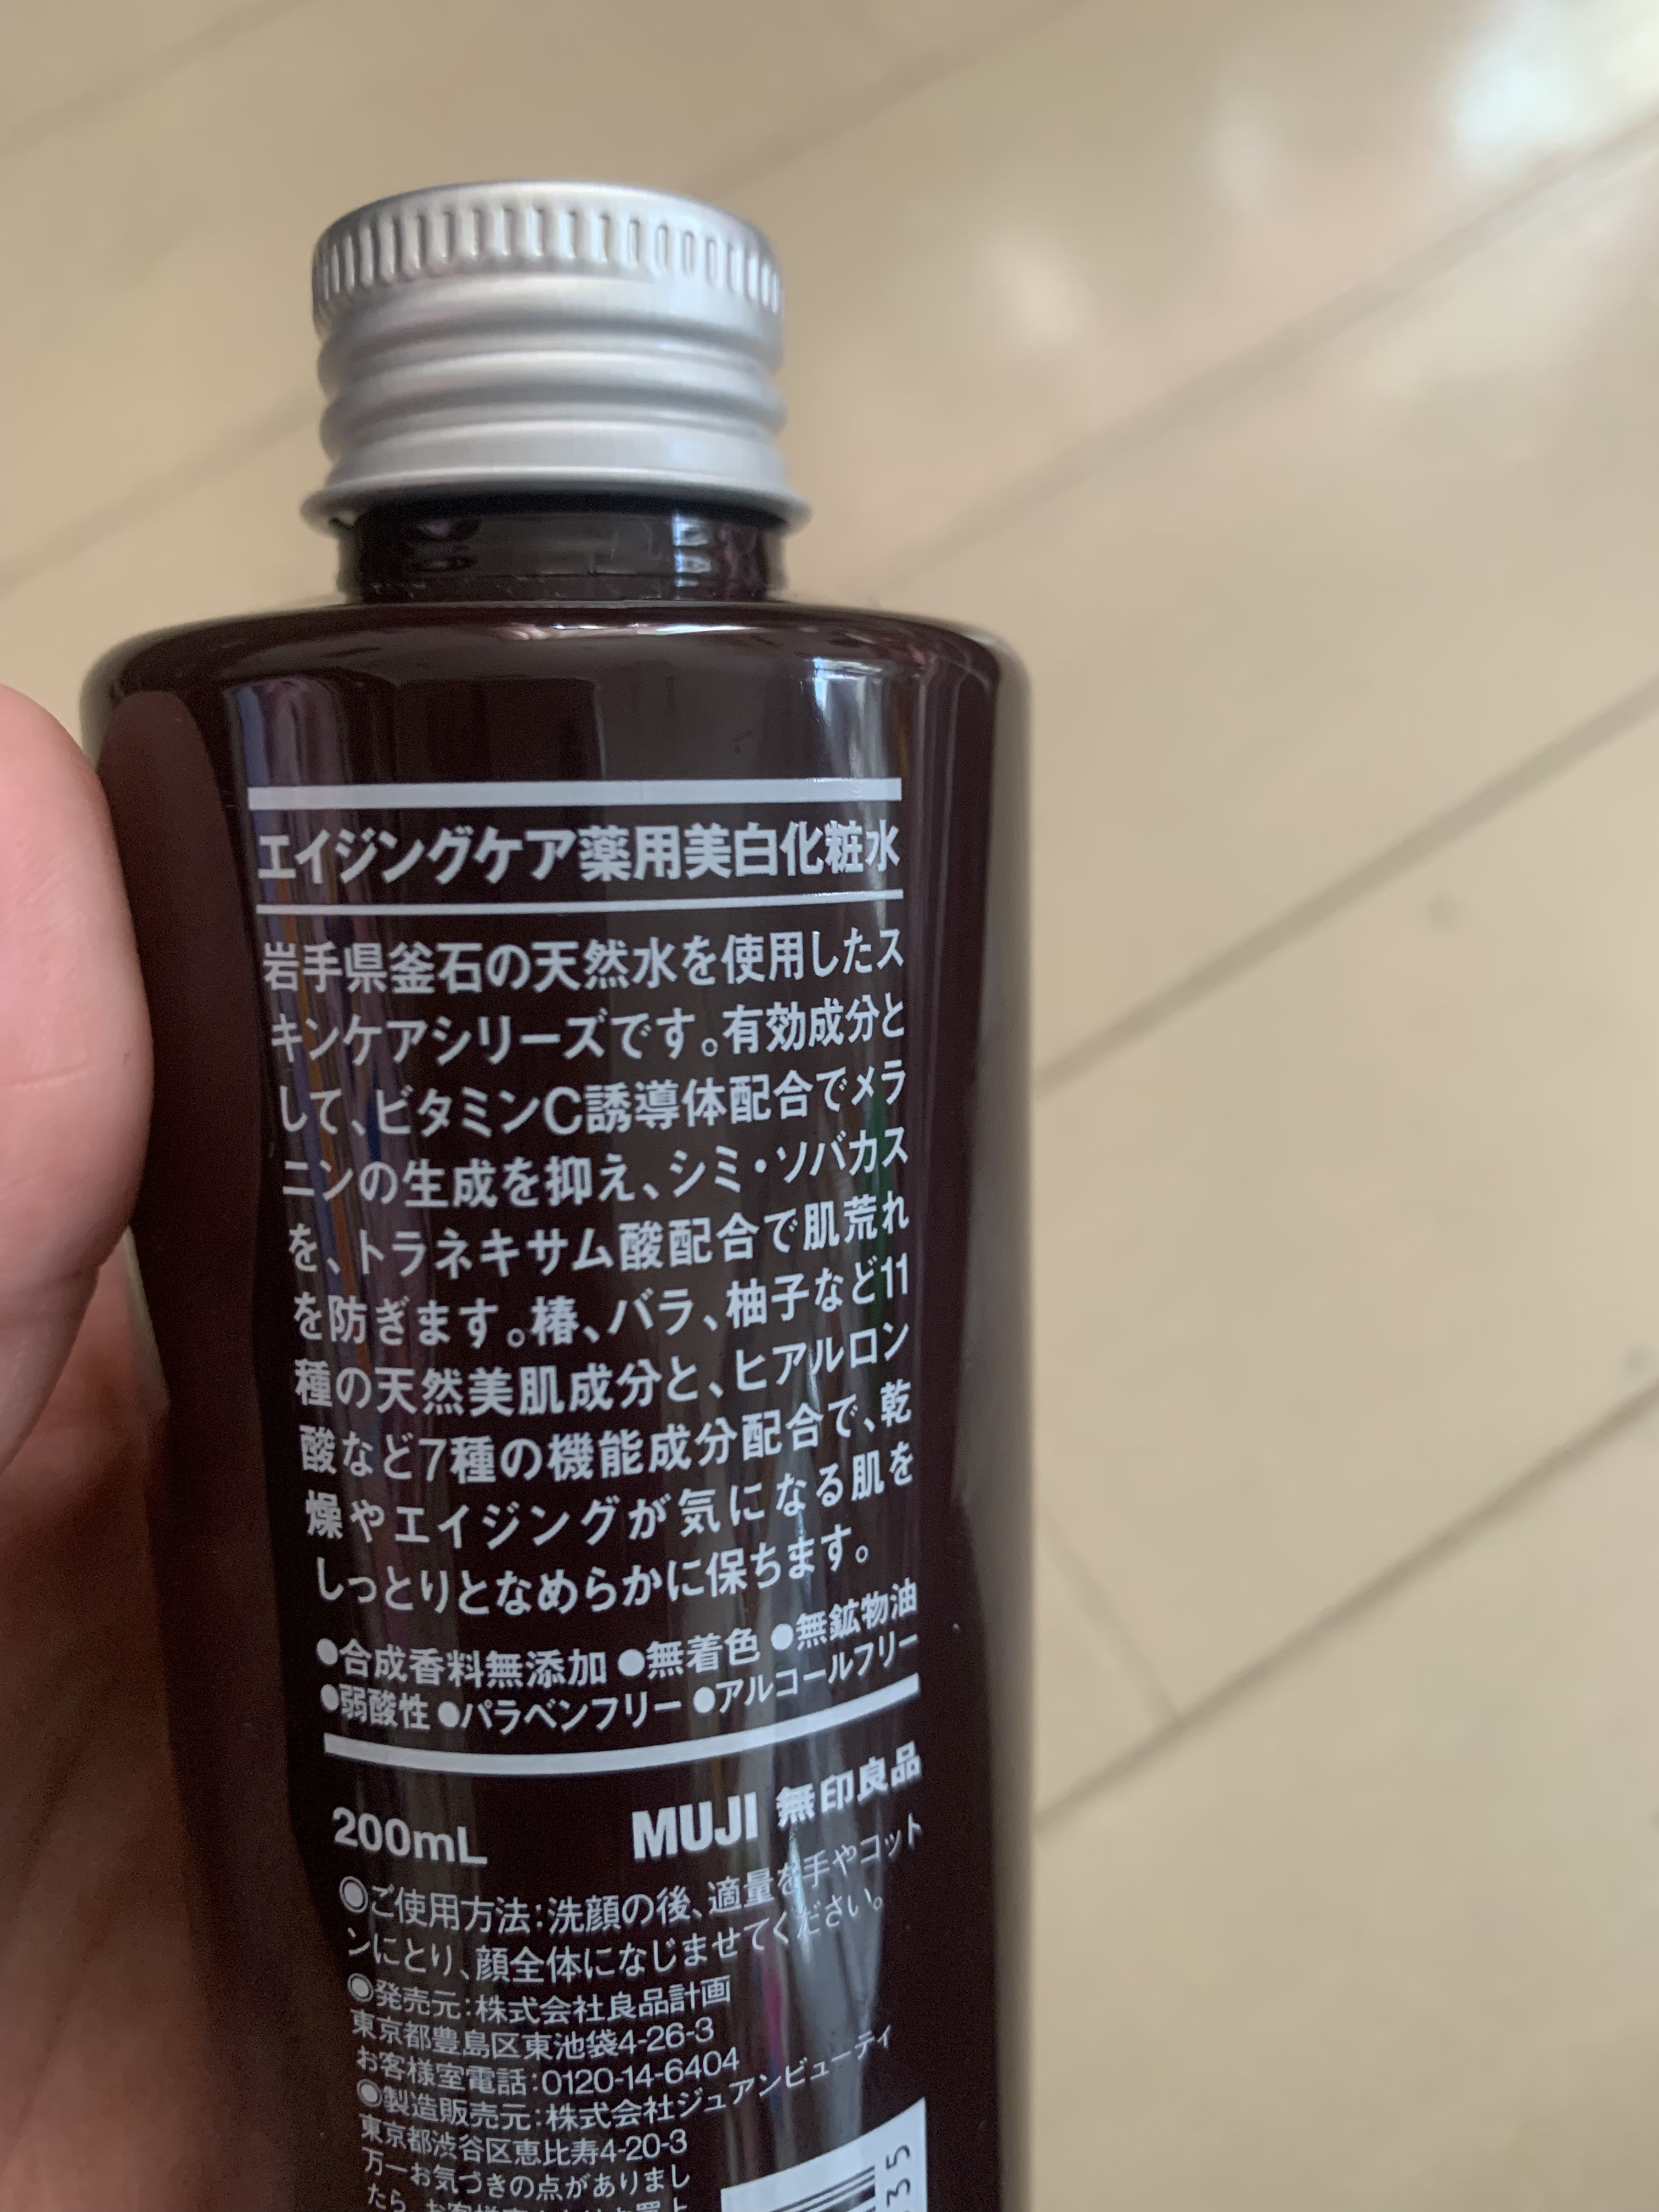 エイジングケア薬用美白化粧水
岩手県釜石の天然水を使用したス
キンケアシリーズです。有効成分と
して、ビタミンC誘導体配合でメラ
ニンの生成を抑え、シミ・ソバカス
を、トラネキサム酸配合で肌荒れ
を防ぎます。椿、バラ、柚子など11
種の天然美肌成分と、ヒアルロン
酸など7種の機能成分配合で、乾
燥やエイジングが気になる肌を
しっとりとなめらかに保ちます。
●合成香料無添加 ●無着色 ●無鉱物油
●弱酸性 ●パラベンフリー ●アルコールフリー
200mL MUJI 無印良品
◉ご使用方法:洗顔の後、適量を手やコット
ンにとり、顔全体になじませてください。
◉発売元:株式会社良品計画
東京都豊島区東池袋4-26-3
お客様室電話:0120-14-6404
◉製造販売元:株式会社ジュアンビューティ
東京都渋谷区恵比寿4-20-3
万一お気づきの点がありまし
たら、お客様室
35